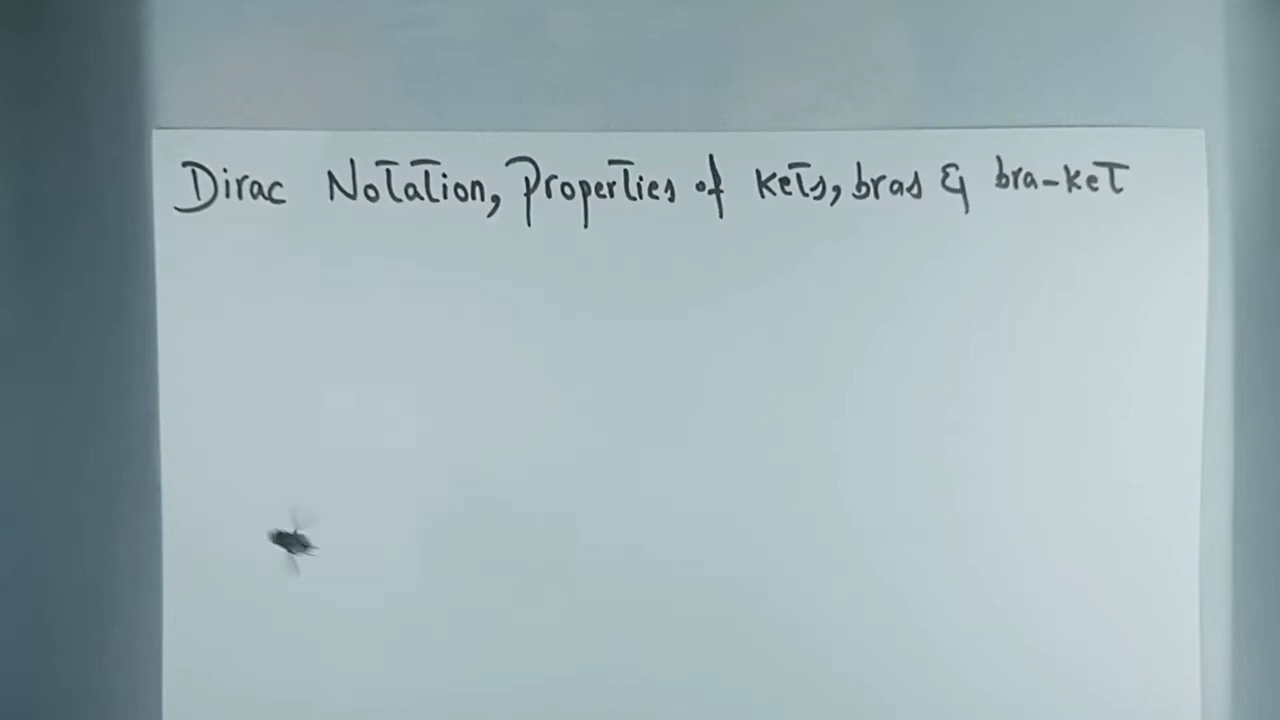 Dirac Notation, Properties of kets, bras & bra-ket